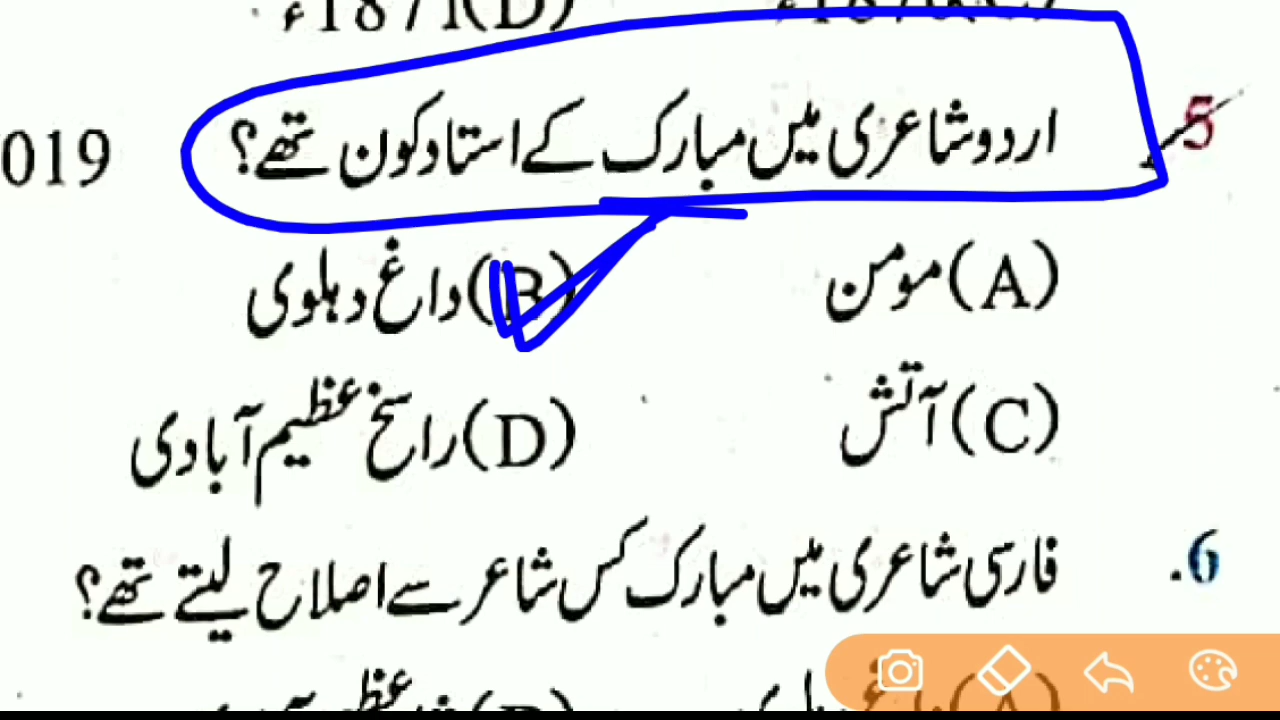 (D) 1871ء
5. اردو شاعری میں مبارک کے استاد کون تھے؟ 019
(A) مومن (B) داغ دہلوی
(C) آتش (D) راسخ عظیم آبادی
6. فارسی شاعری میں مبارک کس شاعر سے اصلاح لیتے تھے؟